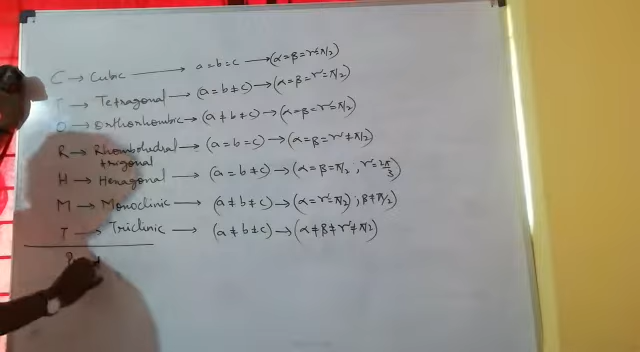 C → Cubic → a = b = c → (α = β = γ = π/2)
T → Tetragonal → (a = b ≠ c) → (α = β = γ = π/2)
O → Orthorhombic → (a ≠ b ≠ c) → (α = β = γ = π/2)
R → Rhombohedral → (a = b = c) → (α = β = γ ≠ π/2)
trigonal
H → Hexagonal → (a = b ≠ c) → (α = β = π/2, γ = 2π/3)
M → Monoclinic → (a ≠ b ≠ c) → (α = γ = π/2); β ≠ π/2)
T → Triclinic → (a ≠ b ≠ c) → (α ≠ β ≠ γ ≠ π/2)